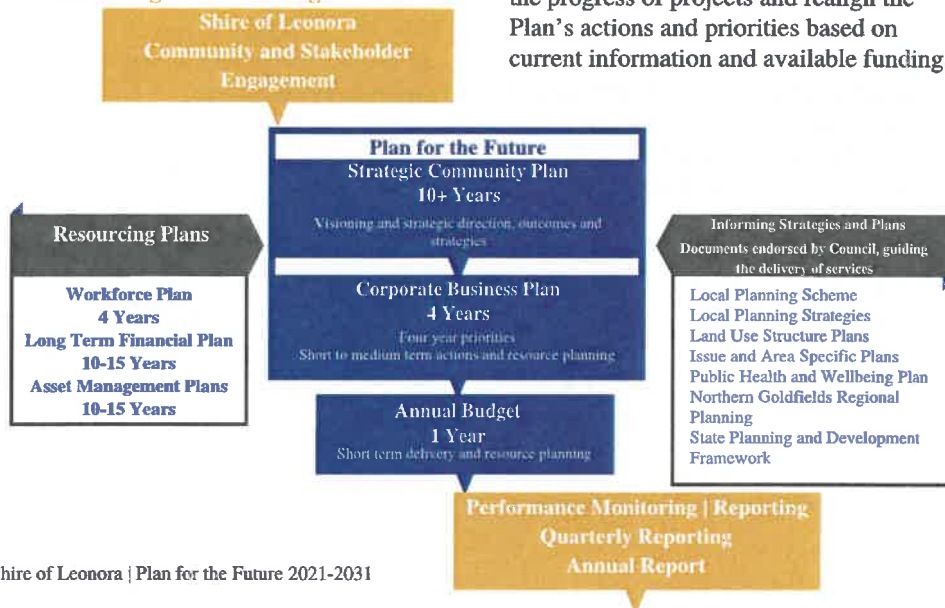 the progress of projects and realign the
Plan's actions and priorities based on
current information and available funding
Shire of Leonora
Community and Stakeholder
Engagement
Plan for the Future
Strategic Community Plan
10+ Years
Visioning and strategic direction, outcomes and
strategies
Resourcing Plans
Workforce Plan
4 Years
Long Term Financial Plan
10-15 Years
Asset Management Plans
10-15 Years
Corporate Business Plan
4 Years
Four year priorities
Short to medium term actions and resource planning
Annual Budget
1 Year
Short term delivery and resource planning
Informing Strategies and Plans
Documents endorsed by Council, guiding
the delivery of services
Local Planning Scheme
Local Planning Strategies
Land Use Structure Plans
Issue and Area Specific Plans
Public Health and Wellbeing Plan
Northern Goldfields Regional
Planning
State Planning and Development
Framework
Performance Monitoring | Reporting
Quarterly Reporting
Annual Report
hire of Leonora | Plan for the Future 2021-2031